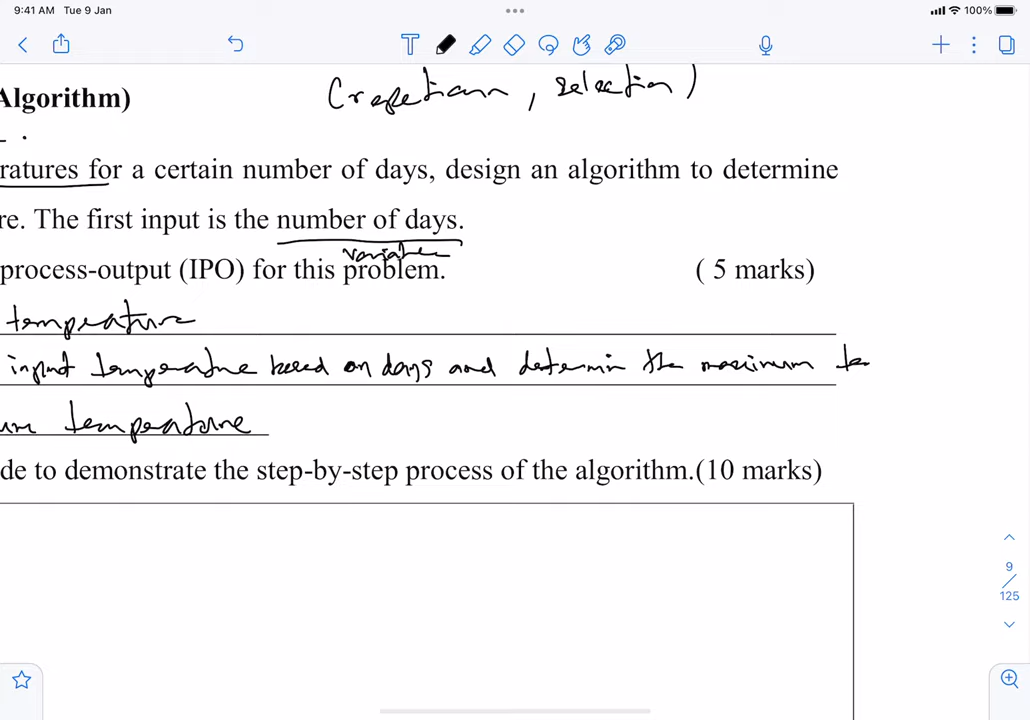 9:41 AM Tue 9 Jan
100%
Algorithm)
(repetition, selection)
ratures for a certain number of days, design an algorithm to determine
re. The first input is the number of days.
variable
process-output (IPO) for this problem.
( 5 marks)
temperature
input temperature based on days and determin the maximum te
um temperature
de to demonstrate the step-by-step process of the algorithm.(10 marks)
9
125